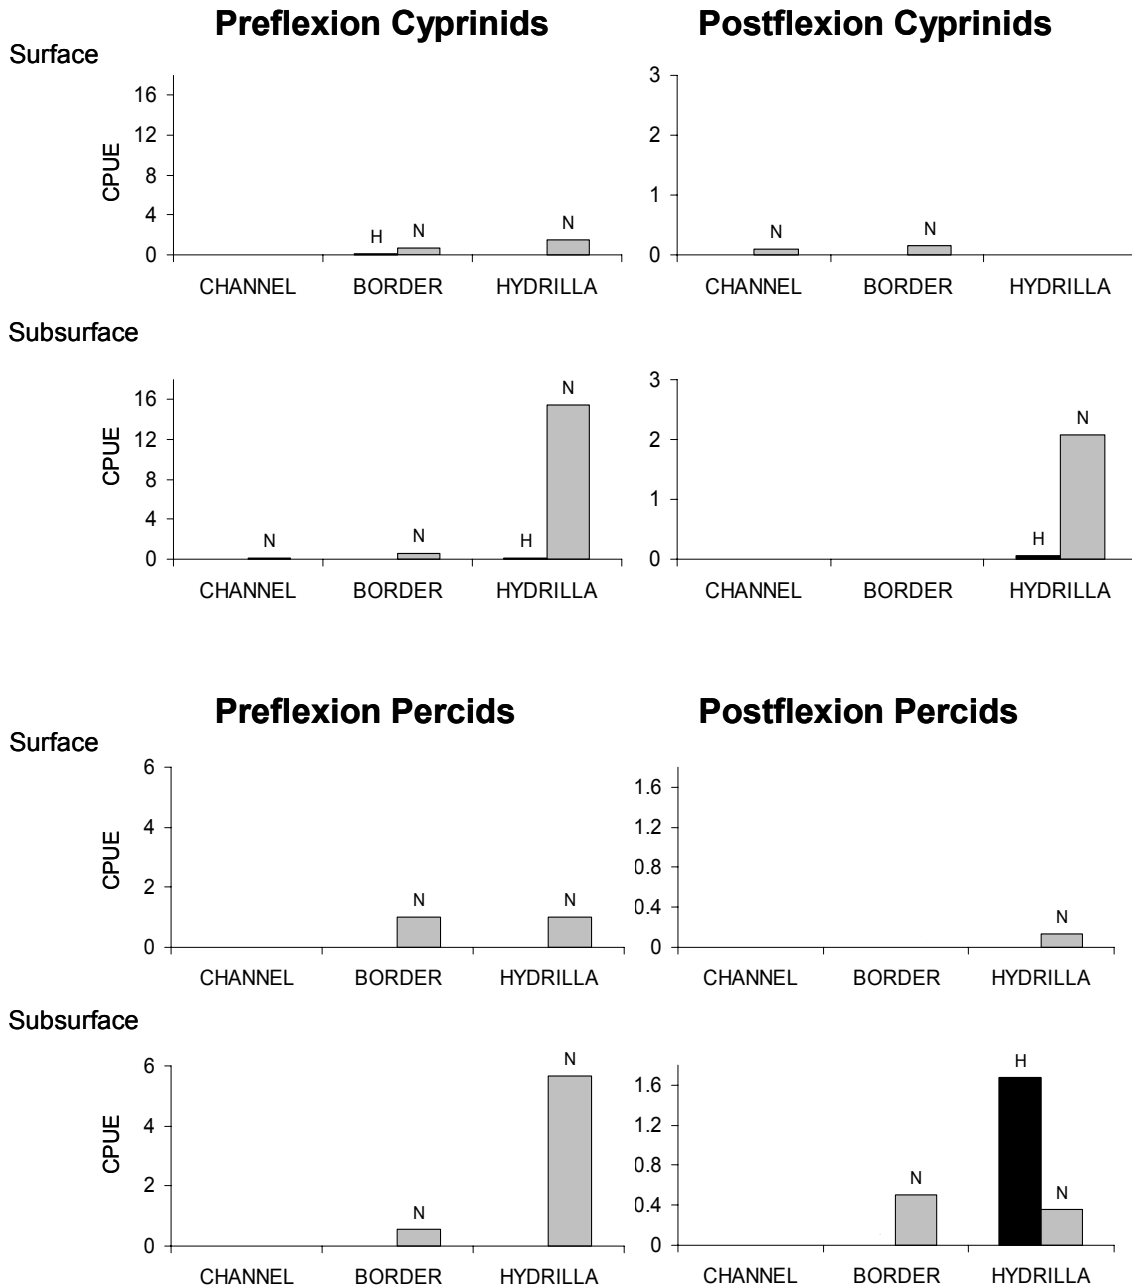 Preflexion Cyprinids Postflexion Cyprinids
Surface
16 3
12 2
8 1
4 0
0
CPUE
H N N N N
CHANNEL BORDER HYDRILLA CHANNEL BORDER HYDRILLA
Subsurface
16 3
12 2
8 1
4 0
0
CPUE
N N H N H N
CHANNEL BORDER HYDRILLA CHANNEL BORDER HYDRILLA
Preflexion Percids Postflexion Percids
Surface
6 1.6
4 1.2
2 0.8
0 0.4
0
CPUE
N N N
CHANNEL BORDER HYDRILLA CHANNEL BORDER HYDRILLA
Subsurface
6 1.6
4 1.2
2 0.8
0 0.4
0
CPUE
N N N H N
CHANNEL BORDER HYDRILLA CHANNEL BORDER HYDRILLA